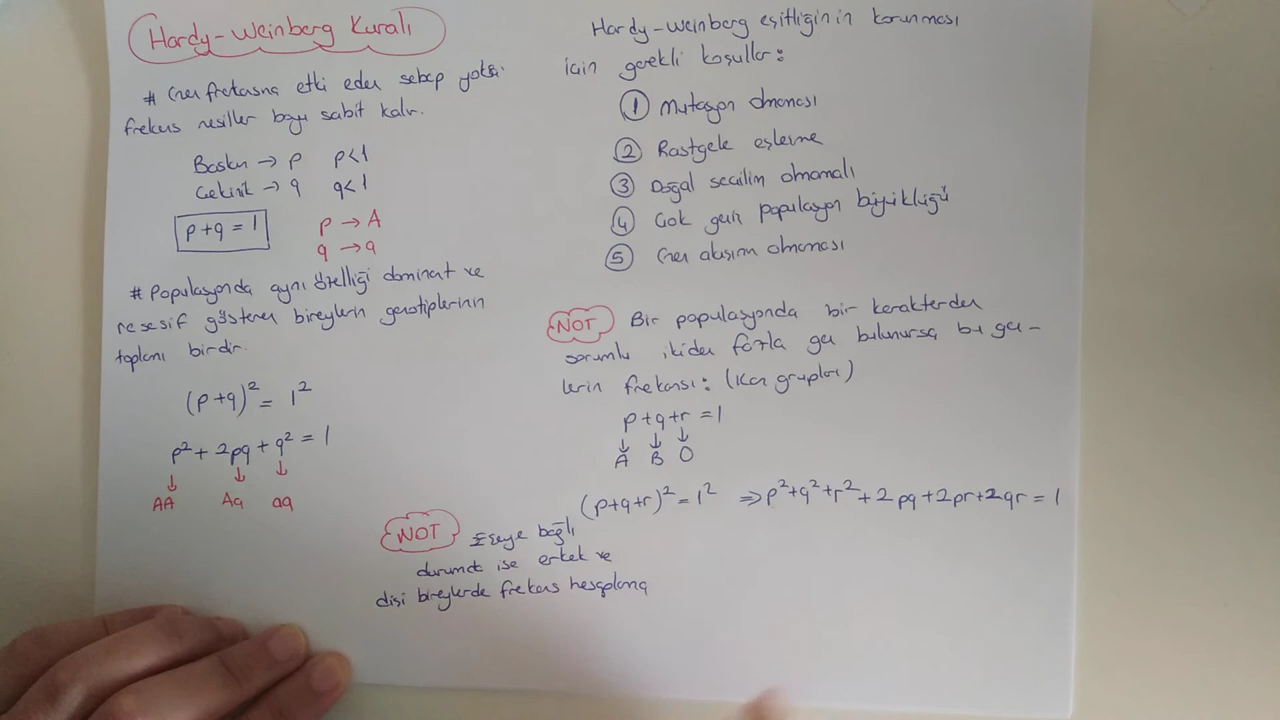 Hardy-Weinberg Kuralı
# Gen frekansına etki eden sebep yoksa
frekans nesiller boyu sabit kalır.
Baskın → p p<1
Çekinik → q q<1
p+q=1
p → A
q → a
# Populasyonda aynı özelliği dominant ve
resesif gösteren bireylerin genotiplerinin
toplamı birdir.
(p+q)² = 1²
p² + 2pq + q² = 1
↓ ↓ ↓
AA Aa aa
NOT Eşeye bağlı
durumda ise erkek ve
dişi bireylerde frekans hesaplama
Hardy-Weinberg eşitliğinin korunması
için gerekli koşullar:
1 Mutasyon olmaması
2 Rastgele eşleşme
3 Doğal seçilim olmamalı
4 Çok geniş populasyon büyüklüğü
5 Gen akışının olmaması
NOT Bir populasyonda bir karakterden
sorumlu ikiden fazla gen bulunursa bu gen-
lerin frekansı: (Kan grupları)
p+q+r=1
↓ ↓ ↓
A B O
(p+q+r)² = 1² ⇒ p²+q²+r²+2pq+2pr+2qr = 1